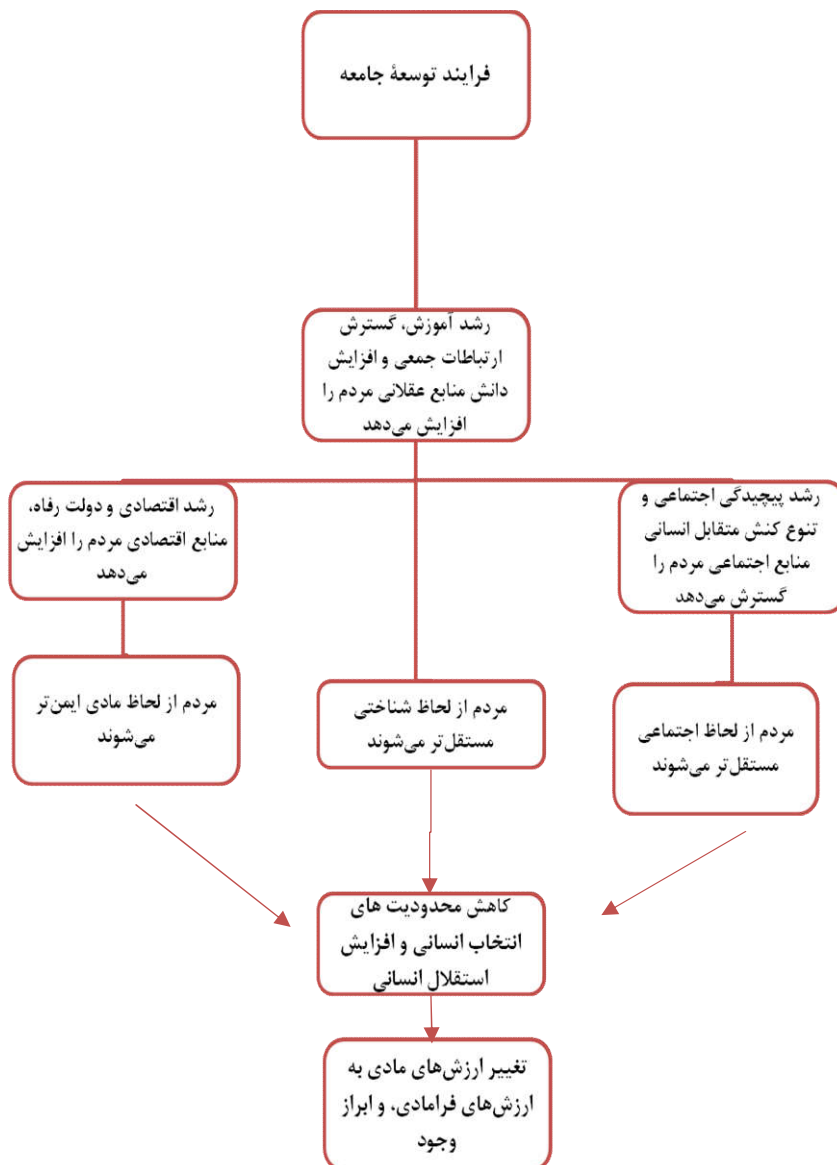 فرایند توسعهٔ جامعه
رشد آموزش، گسترش
ارتباطات جمعی و افزایش
دانش منابع عقلانی مردم را
افزایش می‌دهد
رشد پیچیدگی اجتماعی و
تنوع کنش متقابل انسانی
منابع اجتماعی مردم را
گسترش می‌دهد
رشد اقتصادی و دولت رفاه،
منابع اقتصادی مردم را افزایش
می‌دهد
مردم از لحاظ اجتماعی
مستقل‌تر می‌شوند
مردم از لحاظ شناختی
مستقل‌تر می‌شوند
مردم از لحاظ مادی ایمن‌تر
می‌شوند
کاهش محدودیت های
انتخاب انسانی و افزایش
استقلال انسانی
تغییر ارزش‌های مادی به
ارزش‌های فرامادی، و ابراز
وجود